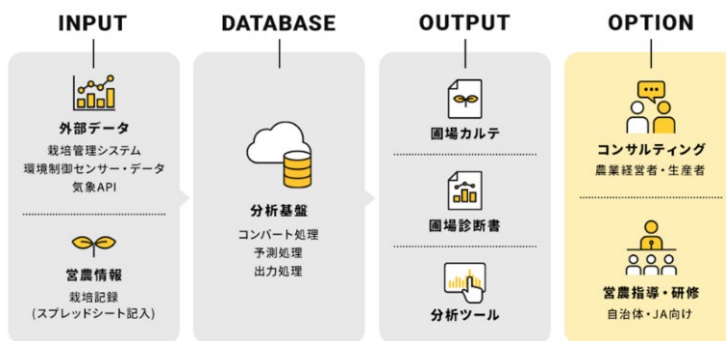 INPUT
外部データ
栽培管理システム
環境制御センサー・データ
気象API
営農情報
栽培記録
(スプレッドシート記入)
DATABASE
分析基盤
コンバート処理
予測処理
出力処理
OUTPUT
圃場カルテ
圃場診断書
分析ツール
OPTION
コンサルティング
農業経営者・生産者
営農指導・研修
自治体・JA向け